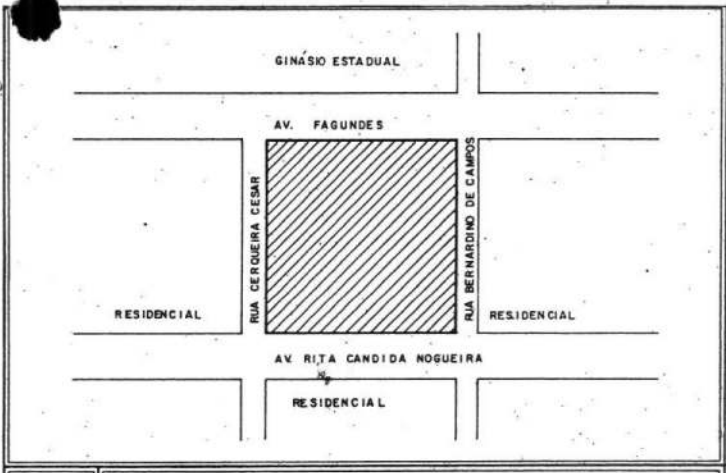 GINÁSIO ESTADUAL
AV. FAGUNDES
RUA CERQUEIRA CESAR
RUA BERNARDINO DE CAMPOS
RESIDENCIAL
RESIDENCIAL
AV. RITA CANDIDA NOGUEIRA
RESIDENCIAL